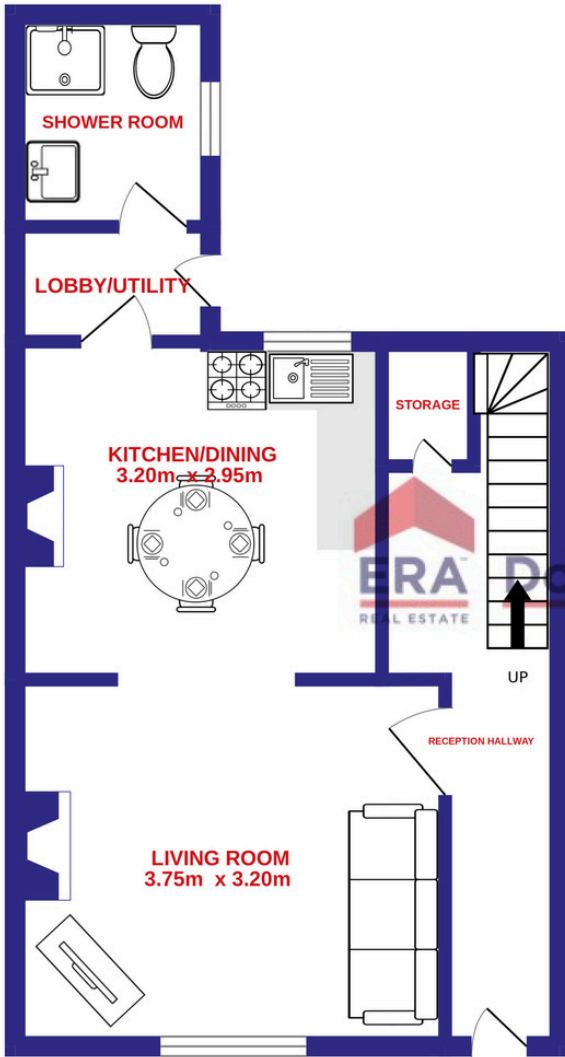 SHOWER ROOM
LOBBY/UTILITY
KITCHEN/DINING
3.20m x 2.95m
STORAGE
ERA
REAL ESTATE
UP
RECEPTION HALLWAY
LIVING ROOM
3.75m x 3.20m